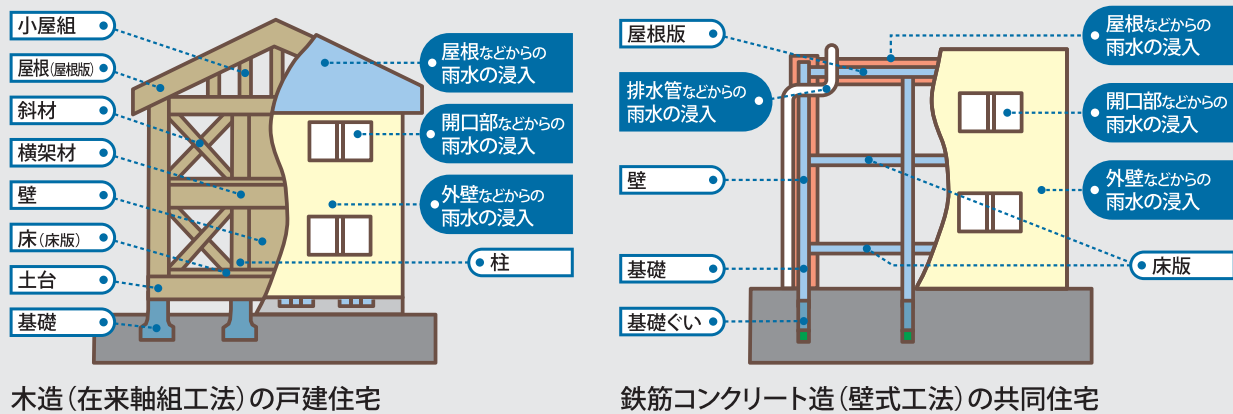 小屋組
屋根(屋根版)
斜材
横架材
壁
床(床版)
土台
基礎
屋根などからの
雨水の浸入
開口部などからの
雨水の浸入
外壁などからの
雨水の浸入
柱
木造(在来軸組工法)の戸建住宅
屋根版
排水管などからの
雨水の浸入
壁
基礎
基礎ぐい
屋根などからの
雨水の浸入
開口部などからの
雨水の浸入
外壁などからの
雨水の浸入
床版
鉄筋コンクリート造(壁式工法)の共同住宅